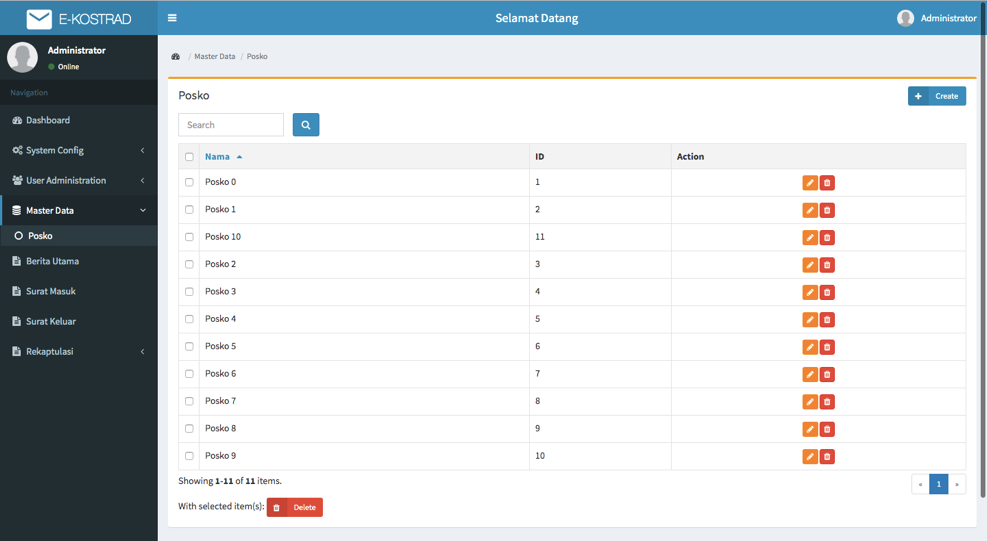 E-KOSTRAD
Selamat Datang
Administrator
Administrator
Online
Navigation
Dashboard
System Config
User Administration
Master Data
Posko
Berita Utama
Surat Masuk
Surat Keluar
Rekaptulasi
/ Master Data / Posko
Posko
Create
Search
Nama ID Action
Posko 0 1
Posko 1 2
Posko 10 11
Posko 2 3
Posko 3 4
Posko 4 5
Posko 5 6
Posko 6 7
Posko 7 8
Posko 8 9
Posko 9 10
Showing 1-11 of 11 items.
« 1 »
With selected item(s): Delete